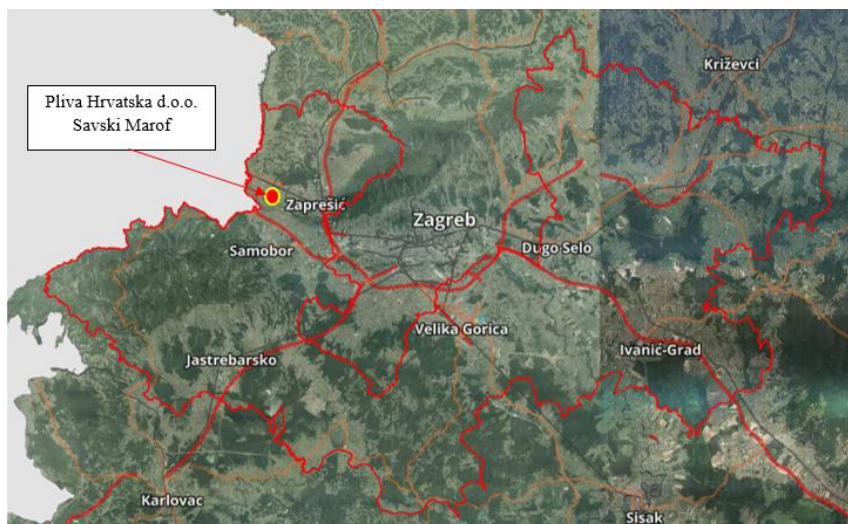 Križevci
Pliva Hrvatska d.o.o.
Savski Marof
Zaprešić
Zagreb
Samobor
Dugo Selo
Velika Gorica
Ivanić-Grad
Jastrebarsko
Karlovac
Sisak